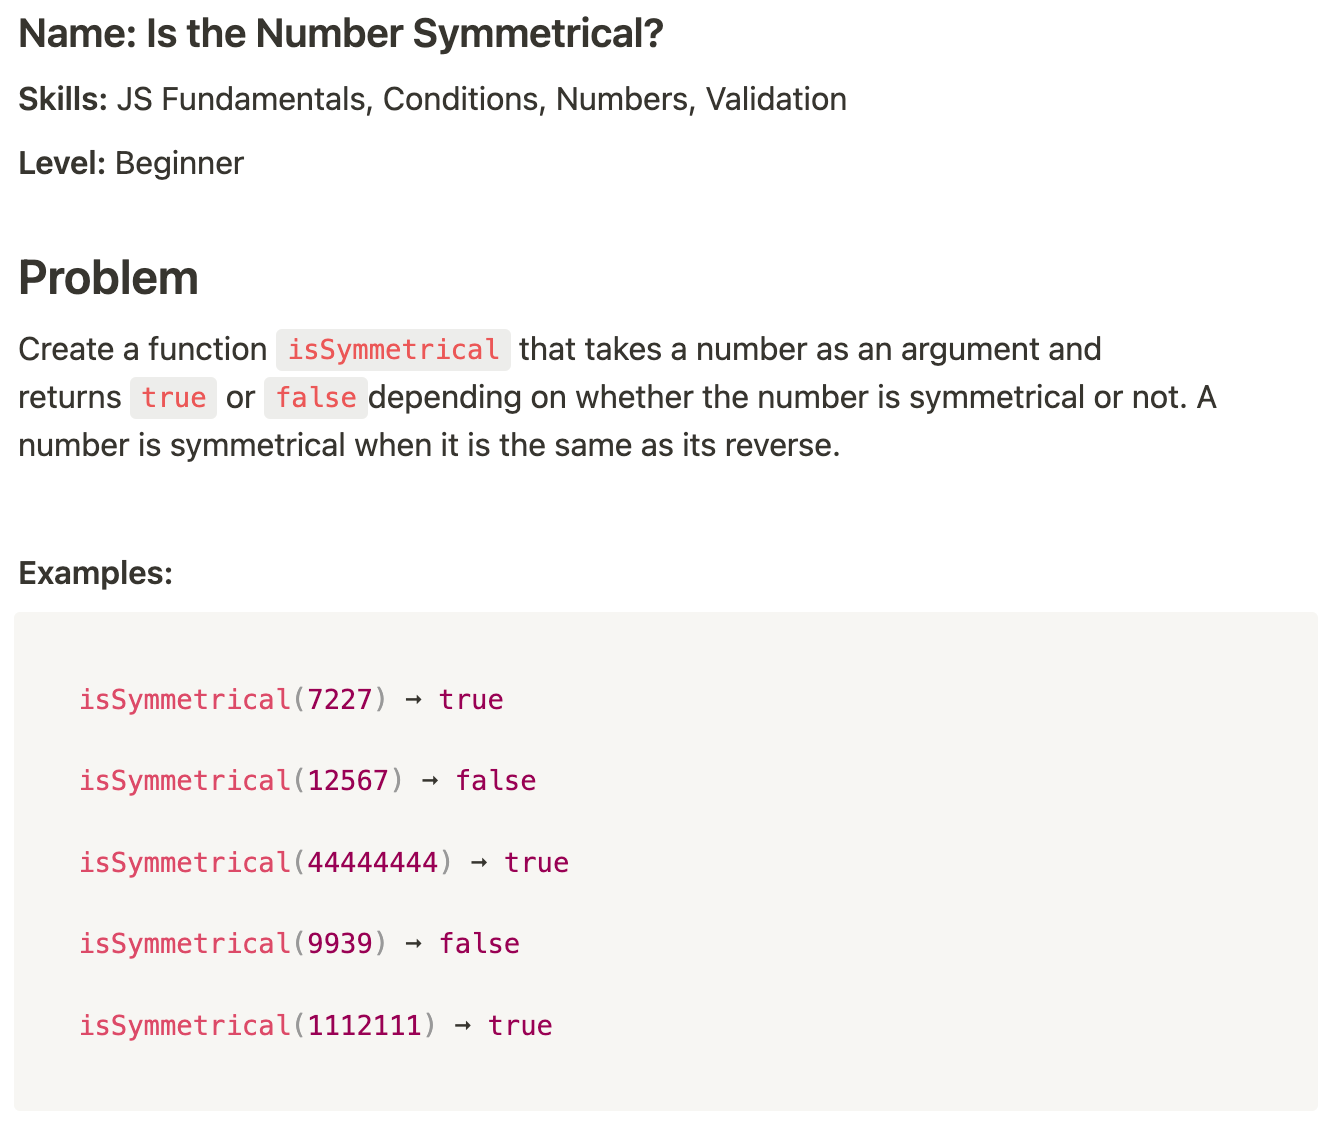 Name: Is the Number Symmetrical?
Skills: JS Fundamentals, Conditions, Numbers, Validation
Level: Beginner
Problem
Create a function isSymmetrical that takes a number as an argument and
returns true or false depending on whether the number is symmetrical or not. A
number is symmetrical when it is the same as its reverse.
Examples:
isSymmetrical(7227) → true
isSymmetrical(12567) → false
isSymmetrical(44444444) → true
isSymmetrical(9939) → false
isSymmetrical(1112111) → true